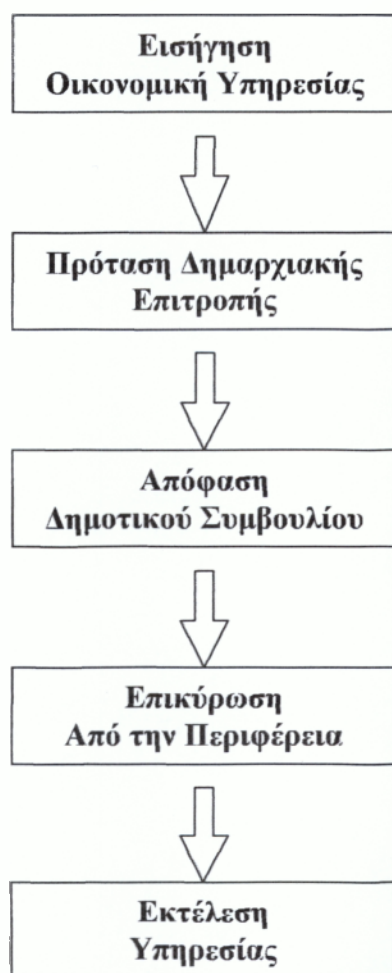 Εισήγηση
Οικονομική Υπηρεσίας
Πρόταση Δημαρχιακής
Επιτροπής
Απόφαση
Δημοτικού Συμβουλίου
Επικύρωση
Από την Περιφέρεια
Εκτέλεση
Υπηρεσίας